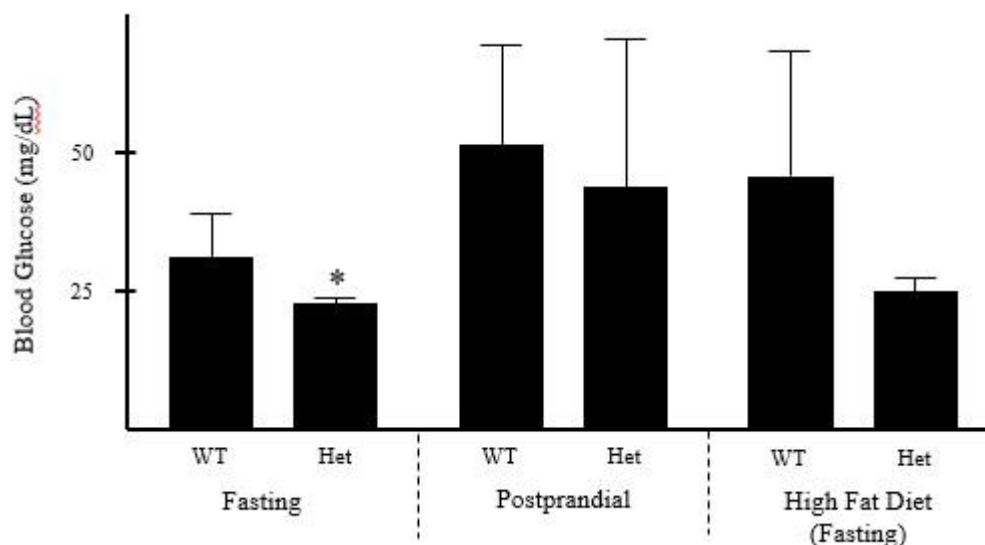 Blood Glucose (mg/dL)
50
25
*
WT
Het
WT
Het
WT
Het
Fasting
Postprandial
High Fat Diet
(Fasting)